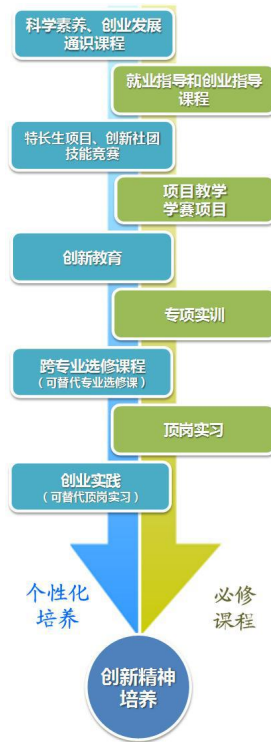 科学素养、创业发展
通识课程
就业指导和创业指导
课程
特长生项目、创新社团
技能竞赛
项目教学
学赛项目
创新教育
专项实训
跨专业选修课程
（可替代专业选修课）
顶岗实习
创业实践
（可替代顶岗实习）
个性化
培养
必修
课程
创新精神
培养